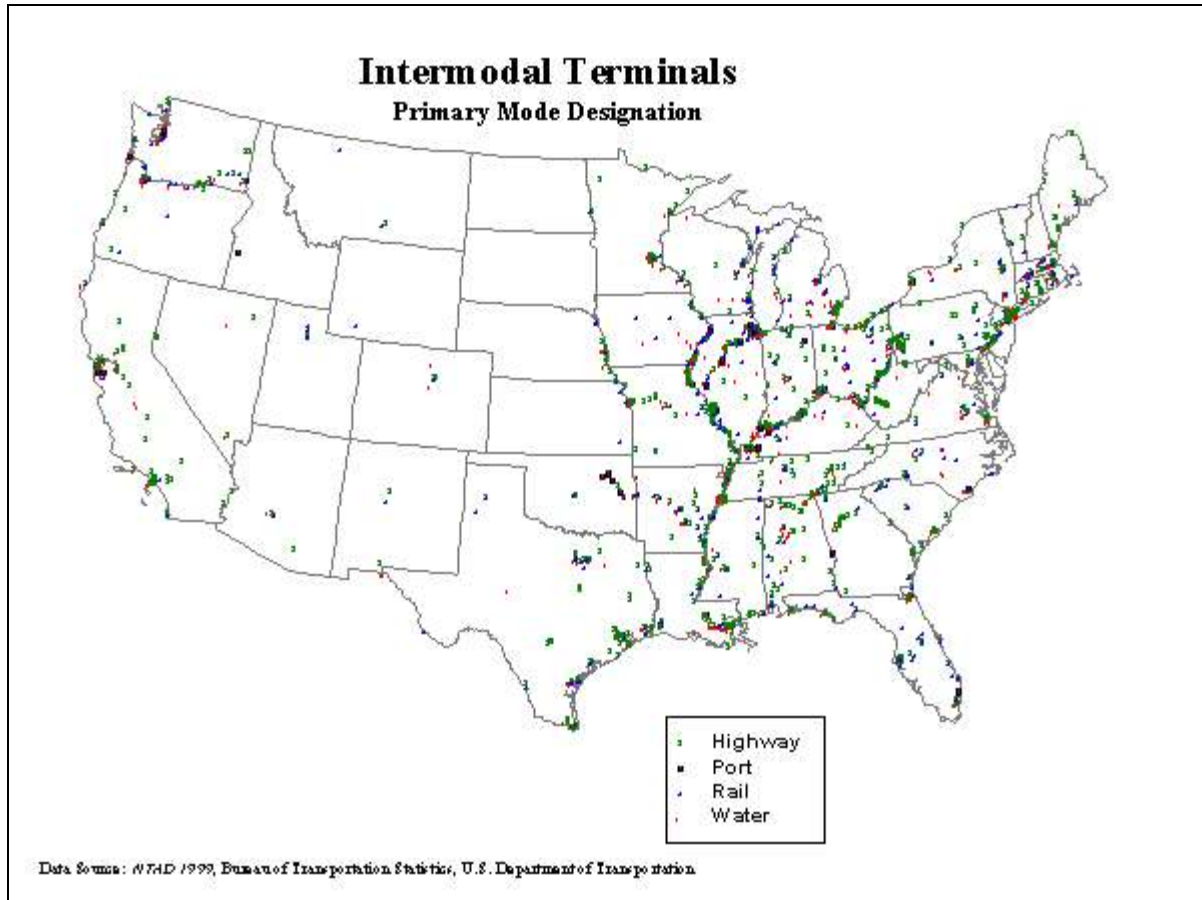 Intermodal Terminals
Primary Mode Designation
Highway
Port
Rail
Water
Data Source: NTAD 1999, Bureau of Transportation Statistics, U.S. Department of Transportation